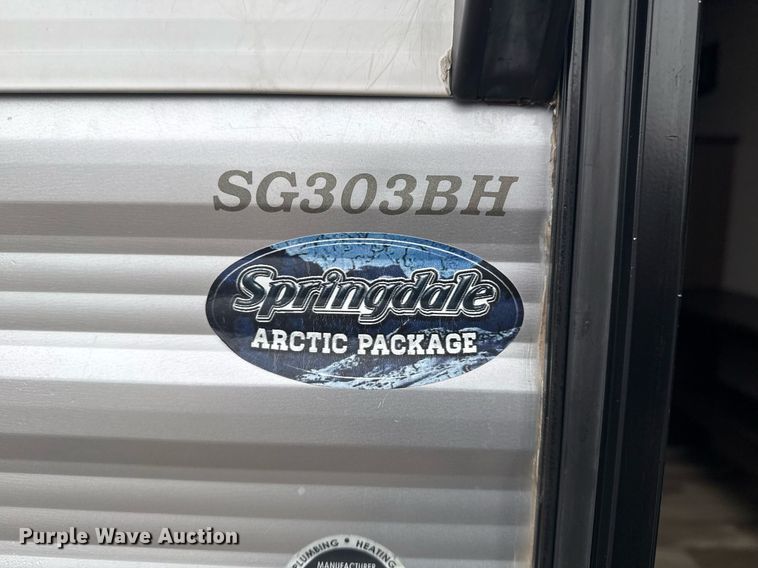 SG303BH
Springdale
ARCTIC PACKAGE
PLUMBING • HEATING
MANUFACTURER
Purple Wave Auction